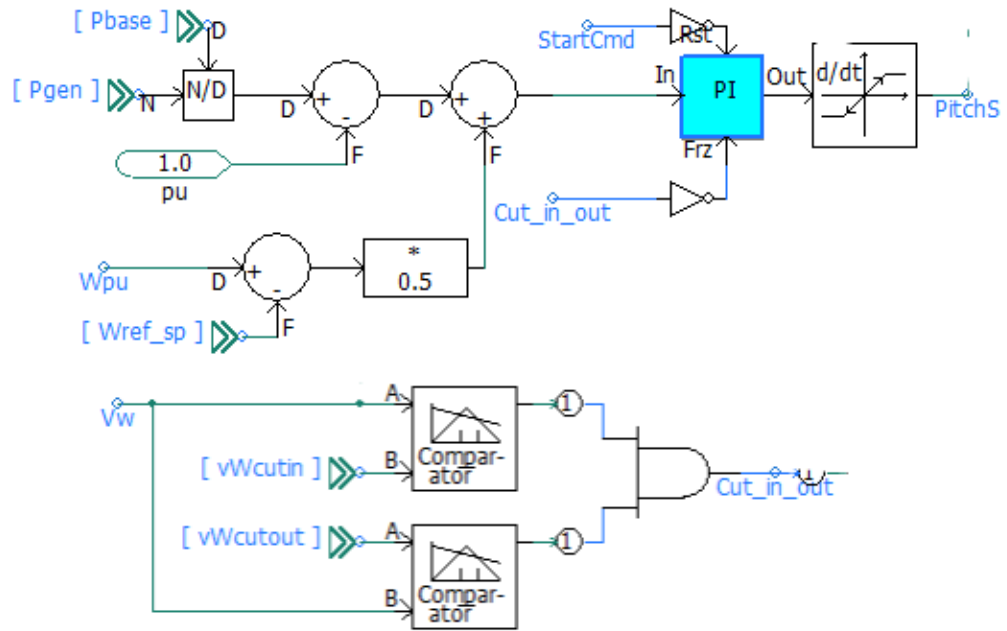 [ Pbase ]
D
StartCmd
Rst
[ Pgen ]
N
N/D
D
+
-
F
D
+
+
F
In
PI
Out
d/dt
PitchS
Frz
1.0
pu
Cut_in_out
Wpu
D
+
-
F
*
0.5
[ Wref_sp ]
Vw
A
B
Compar-
ator
1
[ vWcutin ]
Cut_in_out
[ vWcutout ]
A
B
Compar-
ator
1